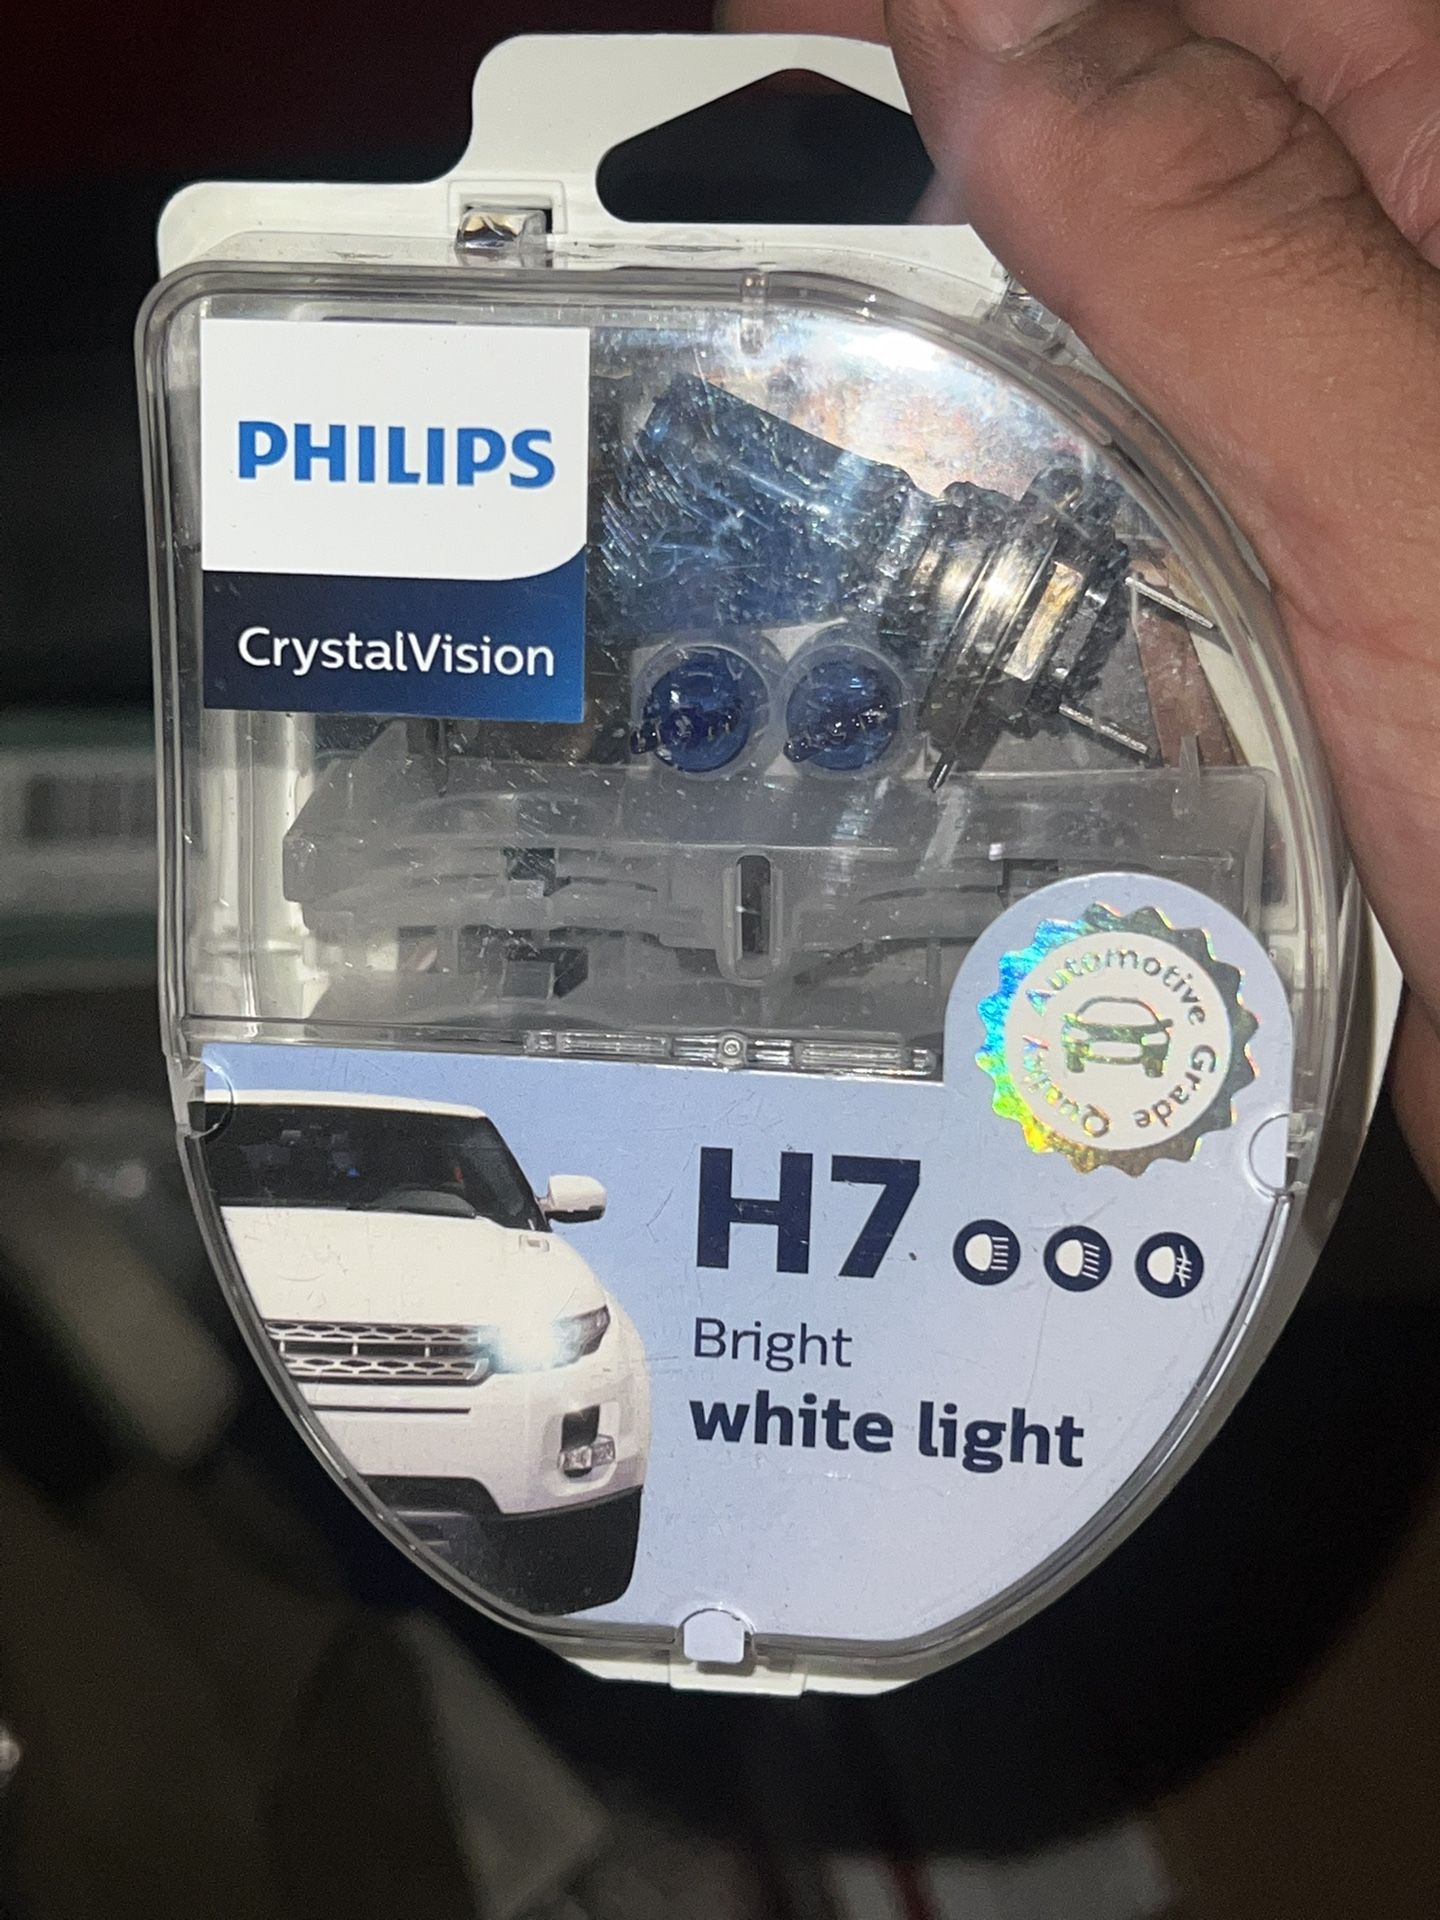 PHILIPS
CrystalVision
Automotive Grade
Quality
H7
Bright
white light